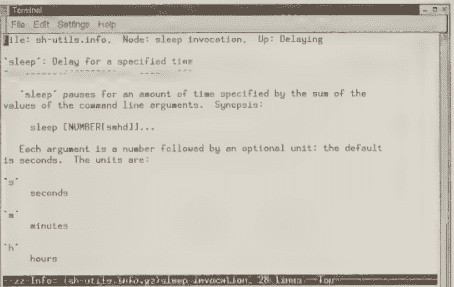 Terminal
File Edit Settings Help
File: sh-utils.info, Node: sleep invocation, Up: Delaying
`sleep': Delay for a specified time
`sleep' pauses for an amount of time specified by the sum of the
values of the command line arguments. Synopsis:
sleep [NUMBER[smhd]]...
Each argument is a number followed by an optional unit; the default
is seconds. The units are:
`s'
seconds
`m'
minutes
`h'
hours
--zz-Info: (sh-utils.info.gz)sleep invocation, 26 lines --Top